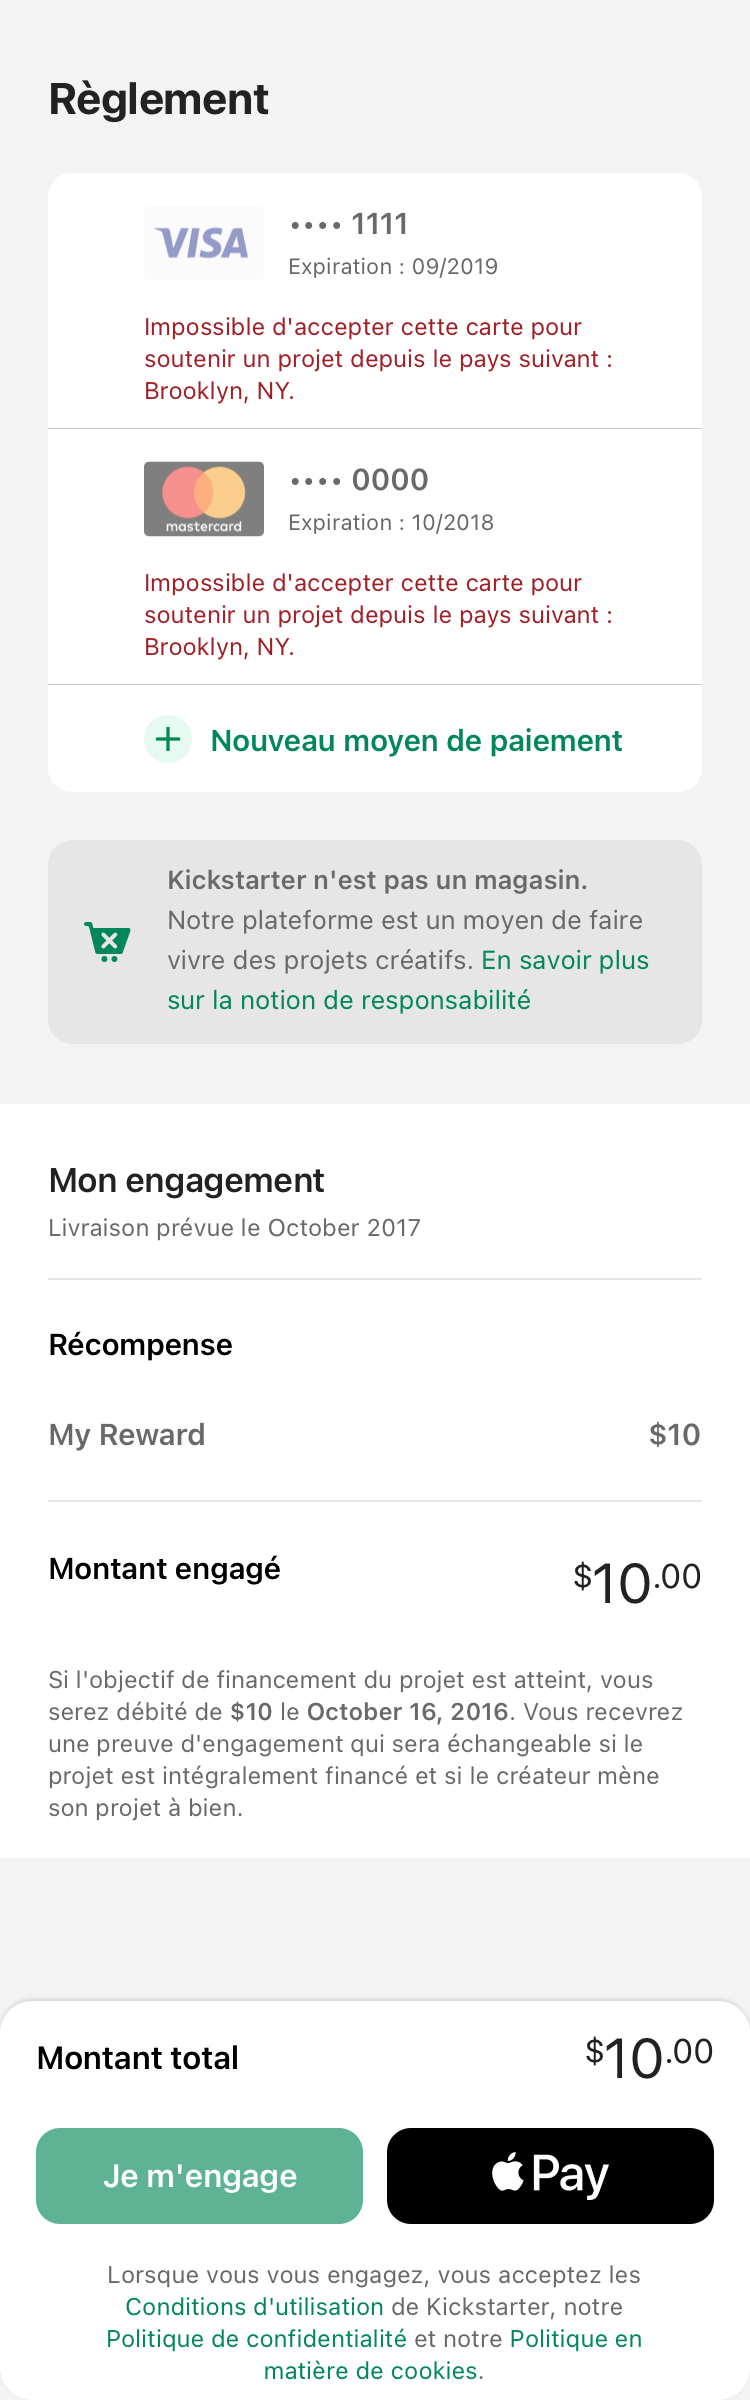 Règlement
VISA
•••• 1111
Expiration : 09/2019
Impossible d'accepter cette carte pour
soutenir un projet depuis le pays suivant :
Brooklyn, NY.
mastercard
•••• 0000
Expiration : 10/2018
Impossible d'accepter cette carte pour
soutenir un projet depuis le pays suivant :
Brooklyn, NY.
+ Nouveau moyen de paiement
Kickstarter n'est pas un magasin.
Notre plateforme est un moyen de faire
vivre des projets créatifs. En savoir plus
sur la notion de responsabilité
Mon engagement
Livraison prévue le October 2017
Récompense
My Reward $10
Montant engagé $10.00
Si l'objectif de financement du projet est atteint, vous
serez débité de $10 le October 16, 2016. Vous recevrez
une preuve d'engagement qui sera échangeable si le
projet est intégralement financé et si le créateur mène
son projet à bien.
Montant total $10.00
Je m'engage Pay
Lorsque vous vous engagez, vous acceptez les
Conditions d'utilisation de Kickstarter, notre
Politique de confidentialité et notre Politique en
matière de cookies.